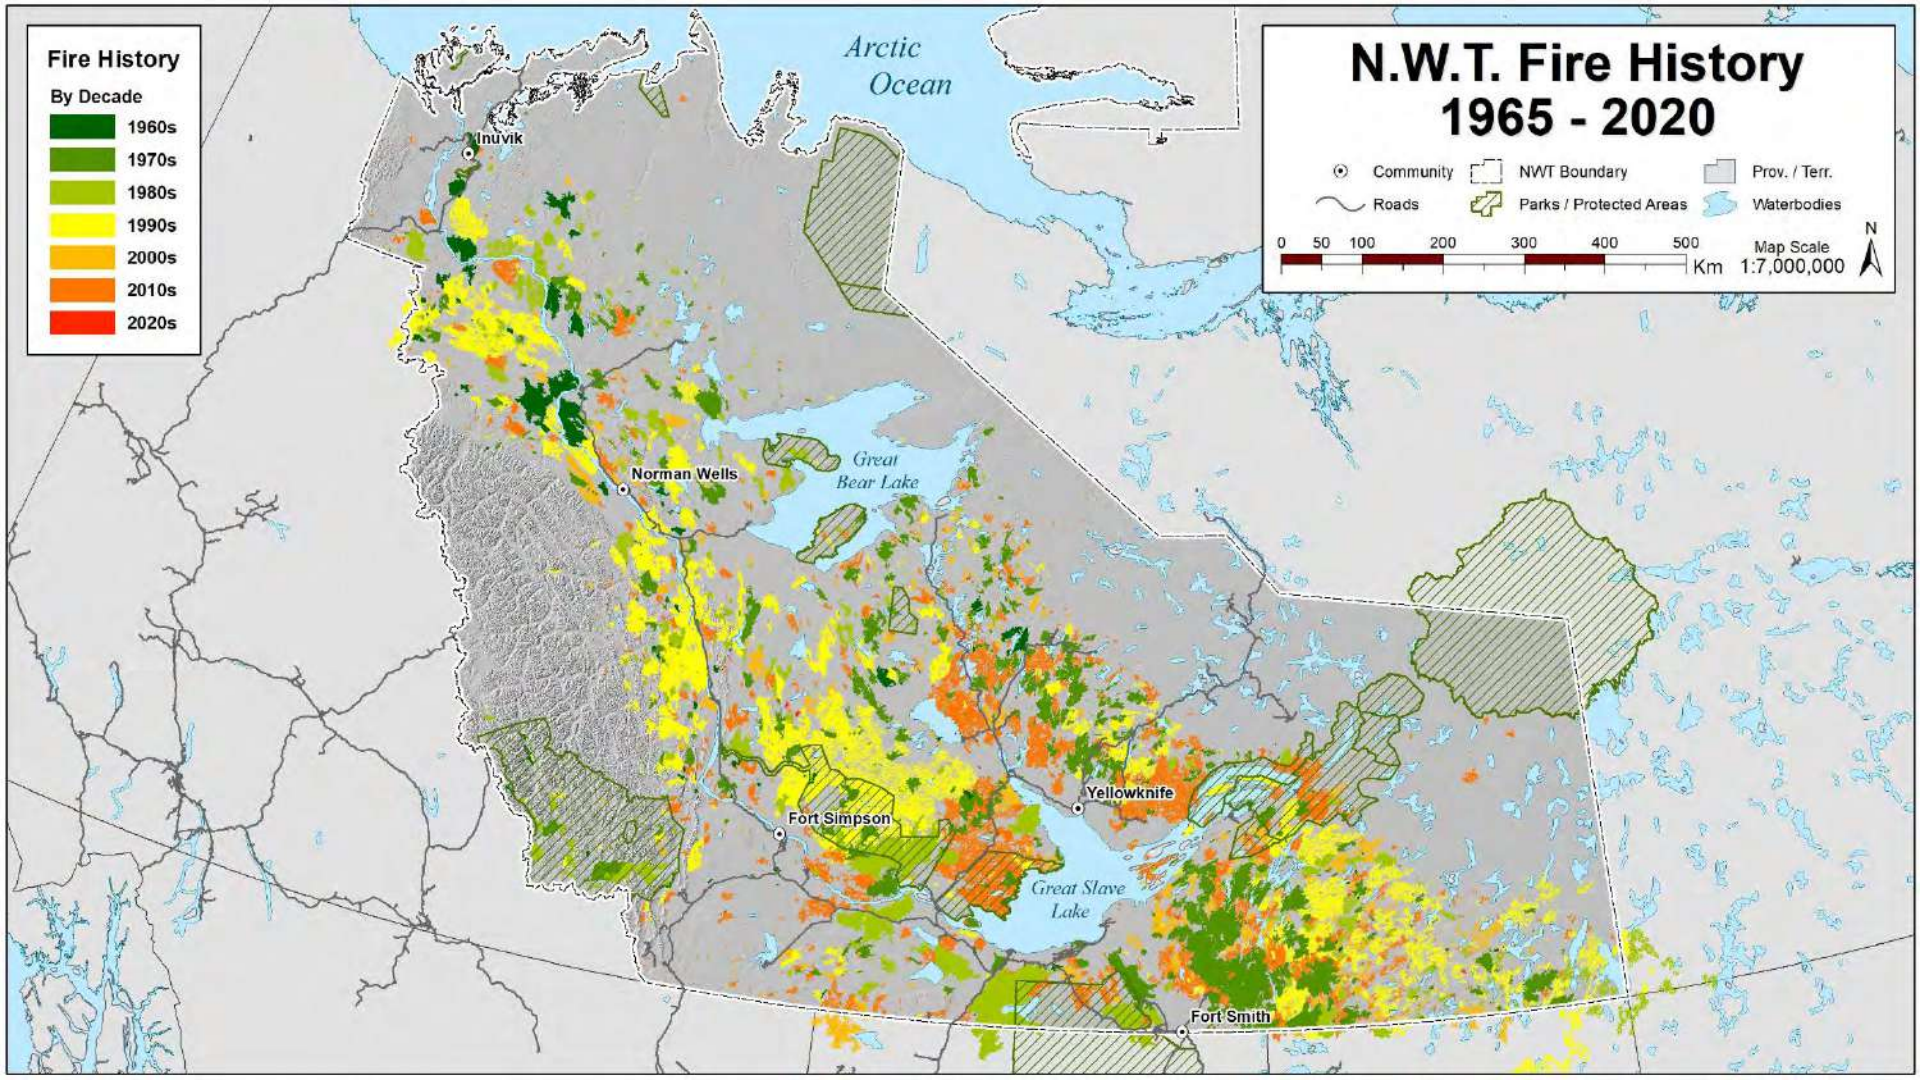 Fire History
By Decade
1960s
1970s
1980s
1990s
2000s
2010s
2020s
N.W.T. Fire History
1965 - 2020
Community
NWT Boundary
Prov. / Terr.
Roads
Parks / Protected Areas
Waterbodies
0 50 100 200 300 400 500
Km
Map Scale
1:7,000,000
N
Arctic
Ocean
Inuvik
Great
Bear Lake
Norman Wells
Yellowknife
Fort Simpson
Great Slave
Lake
Fort Smith